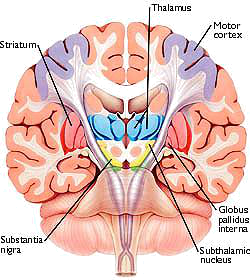 Thalamus
Motor
cortex
Striatum
Globus
pallidus
interna
Substantia
nigra
Subthalamic
nucleus